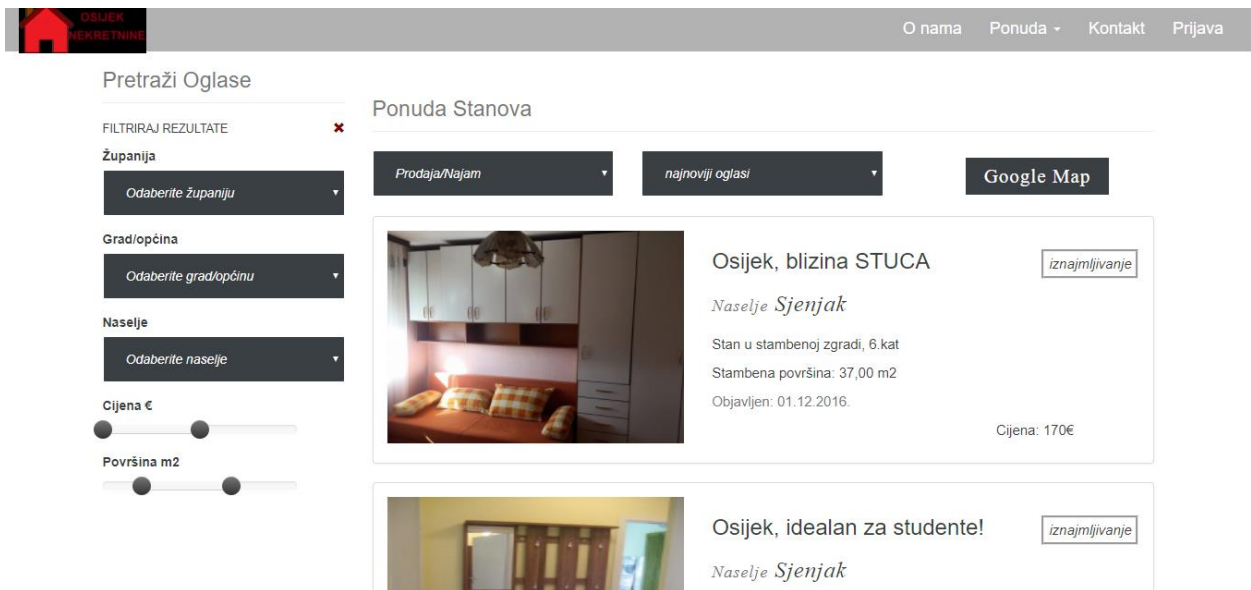 OSIJEK
NEKRETNINE
O nama Ponuda Kontakt Prijava
Pretraži Oglase
FILTRIRAJ REZULTATE
Županija
Odaberite županiju
Grad/općina
Odaberite grad/općinu
Naselje
Odaberite naselje
Cijena €
Površina m2
Ponuda Stanova
Prodaja/Najam najnoviji oglasi Google Map
Osijek, blizina STUCA iznajmljivanje
Naselje Sjenjak
Stan u stambenoj zgradi, 6.kat
Stambena površina: 37,00 m2
Objavljen: 01.12.2016.
Cijena: 170€
Osijek, idealan za studente! iznajmljivanje
Naselje Sjenjak